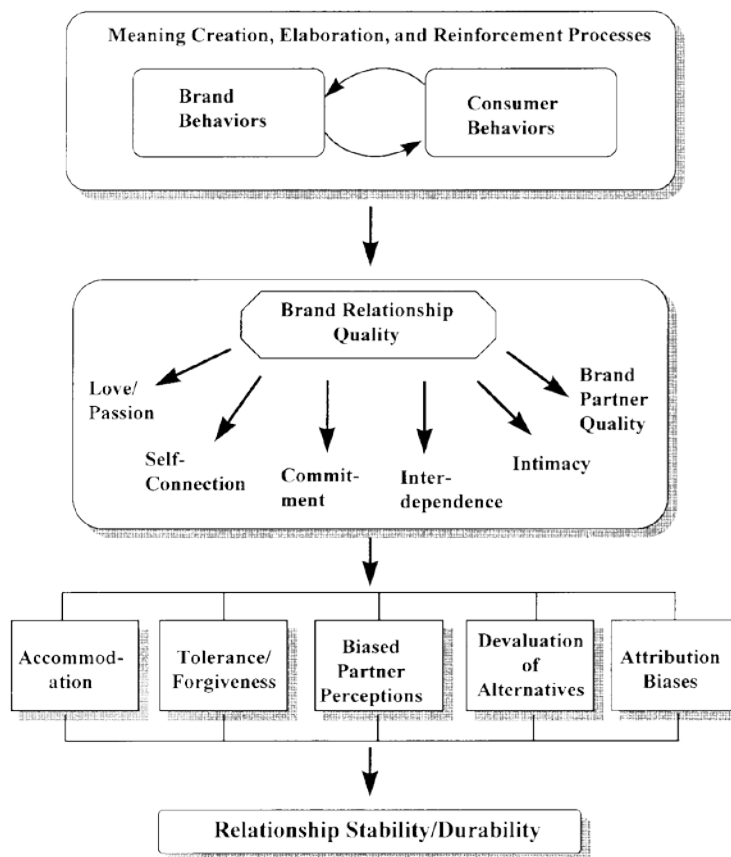 Meaning Creation, Elaboration, and Reinforcement Processes
Brand
Behaviors
Consumer
Behaviors
Brand Relationship
Quality
Love/
Passion
Self-
Connection
Commit-
ment
Inter-
dependence
Intimacy
Brand
Partner
Quality
Accommod-
ation
Tolerance/
Forgiveness
Biased
Partner
Perceptions
Devaluation
of
Alternatives
Attribution
Biases
Relationship Stability/Durability